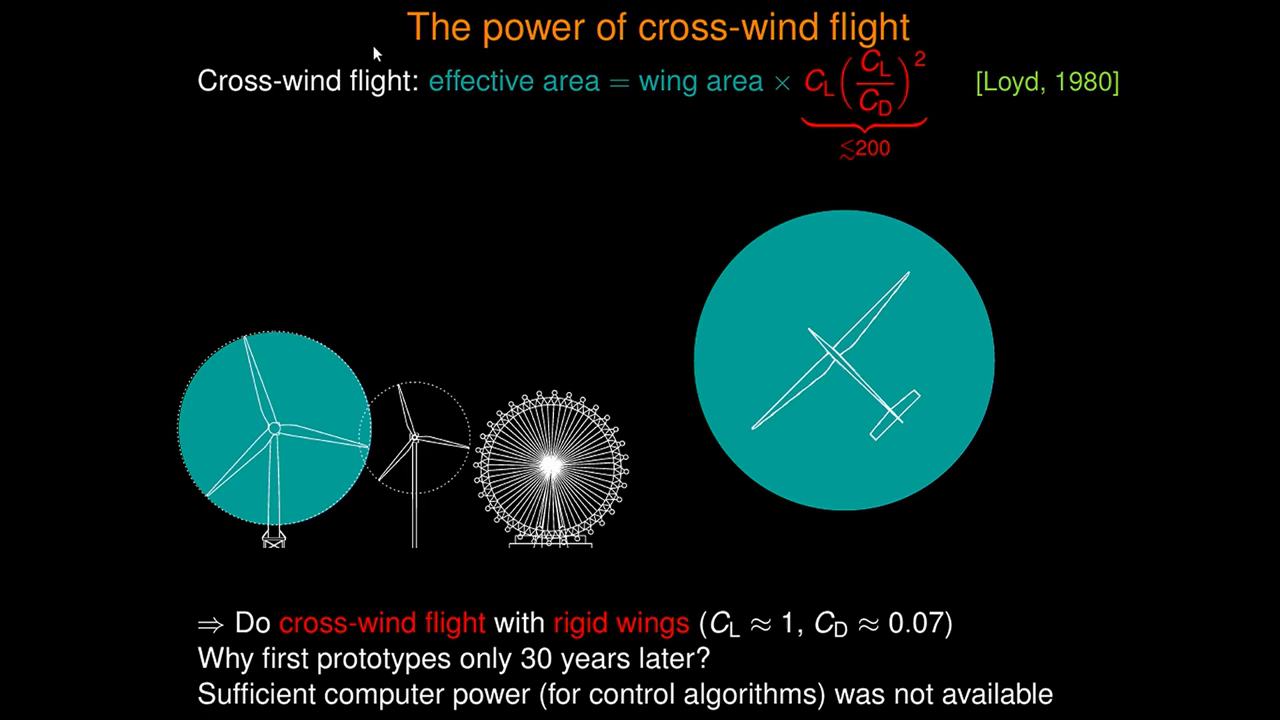 The power of cross-wind flight
Cross-wind flight: effective area = wing area × C_L (C_L / C_D)^2 [Loyd, 1980]
≲200
⇒ Do cross-wind flight with rigid wings (C_L ≈ 1, C_D ≈ 0.07)
Why first prototypes only 30 years later?
Sufficient computer power (for control algorithms) was not available